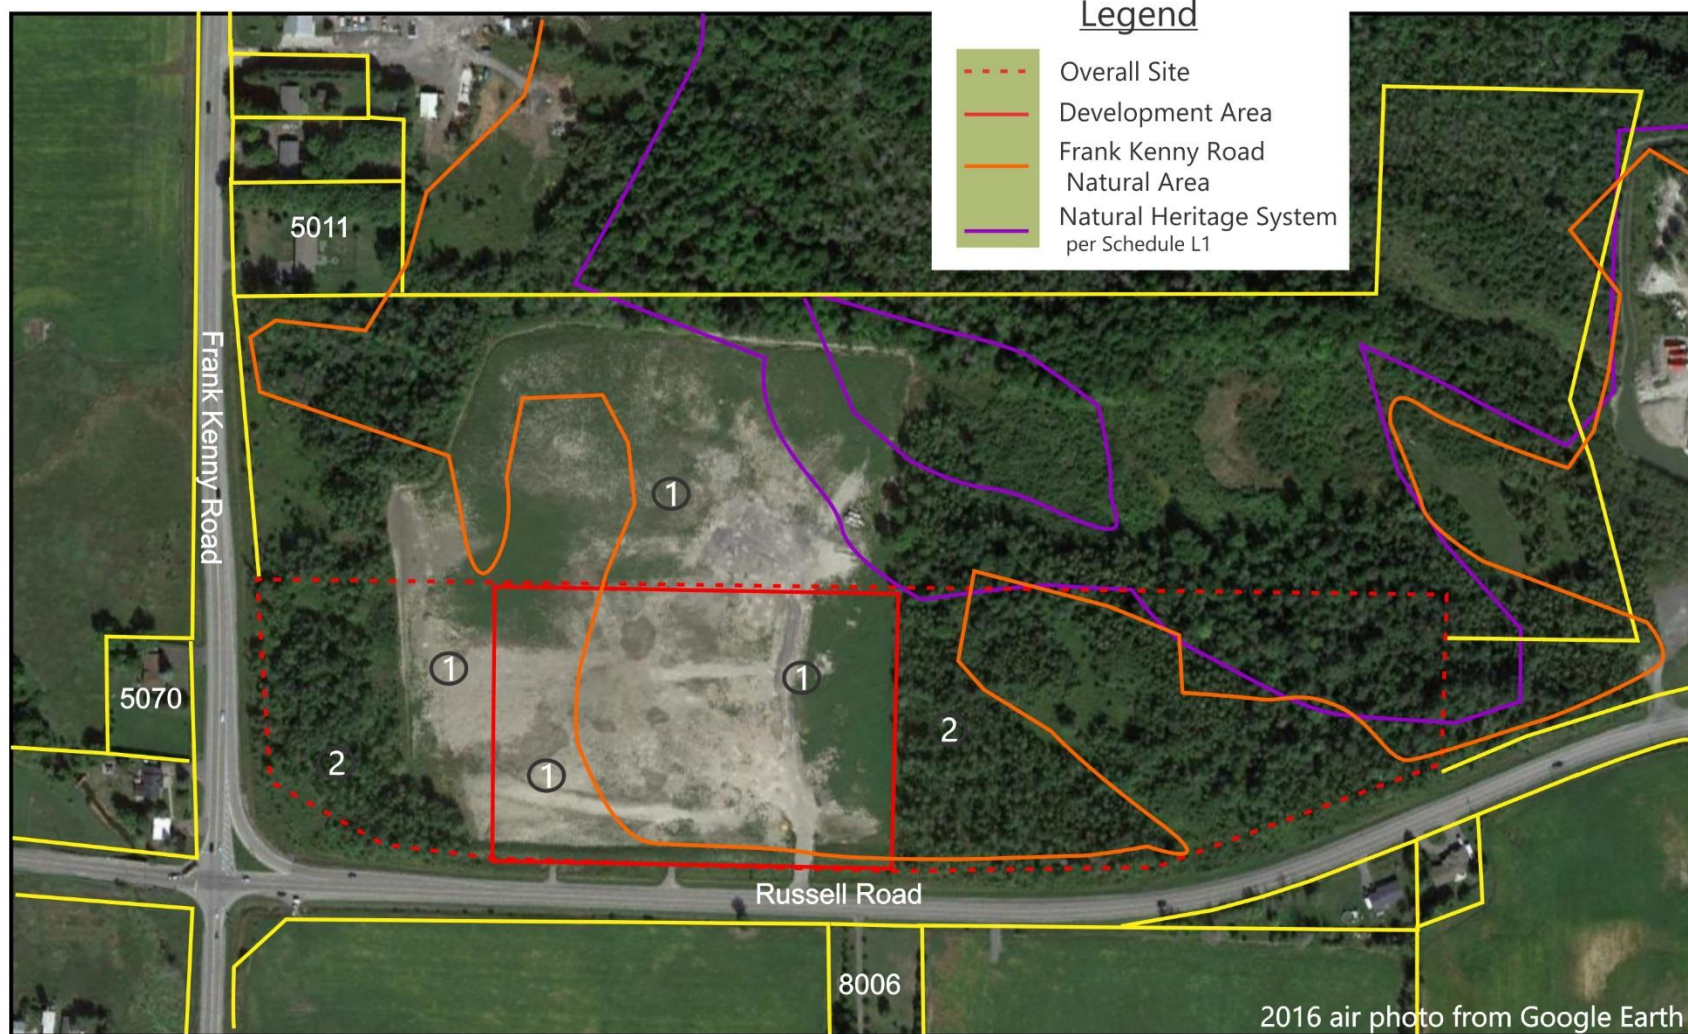 Legend
Overall Site
Development Area
Frank Kenny Road
Natural Area
Natural Heritage System
per Schedule L1
5011
Frank Kenny Road
1
1
1
5070
2
2
1
Russell Road
8006
2016 air photo from Google Earth